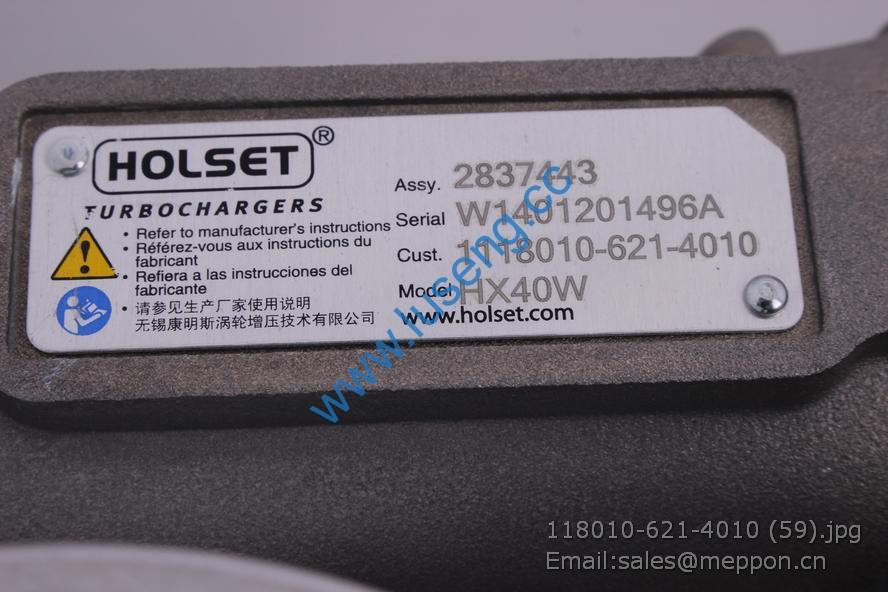 HOLSET®
TURBOCHARGERS
• Refer to manufacturer's instructions
• Référez-vous aux instructions du
fabricant
• Refiera a las instrucciones del
fabricante
• 请参见生产厂家使用说明
无锡康明斯涡轮增压技术有限公司
Assy. 2837443
Serial W1401201496A
Cust. 1118010-621-4010
Model HX40W
www.holset.com
www.luseng.cc
118010-621-4010 (59).jpg
Email:sales@meppon.cn